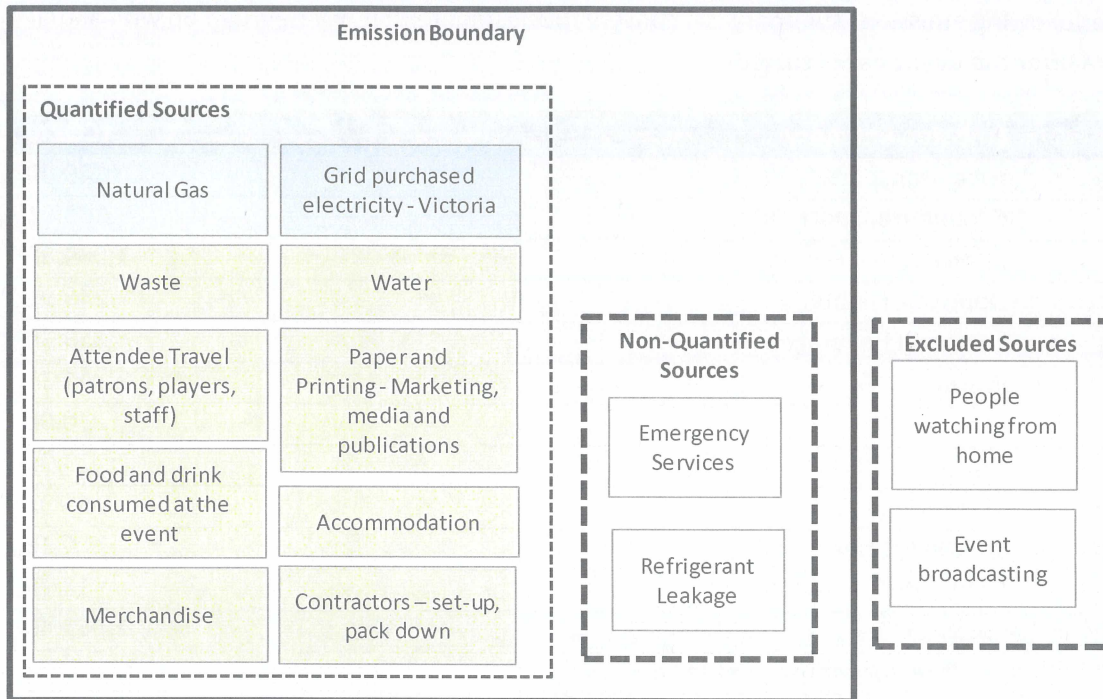 Emission Boundary
Quantified Sources
Natural Gas
Grid purchased
electricity - Victoria
Waste
Water
Attendee Travel
(patrons, players,
staff)
Paper and
Printing - Marketing,
media and
publications
Food and drink
consumed at the
event
Accommodation
Merchandise
Contractors – set-up,
pack down
Non-Quantified
Sources
Emergency
Services
Refrigerant
Leakage
Excluded Sources
People
watching from
home
Event
broadcasting